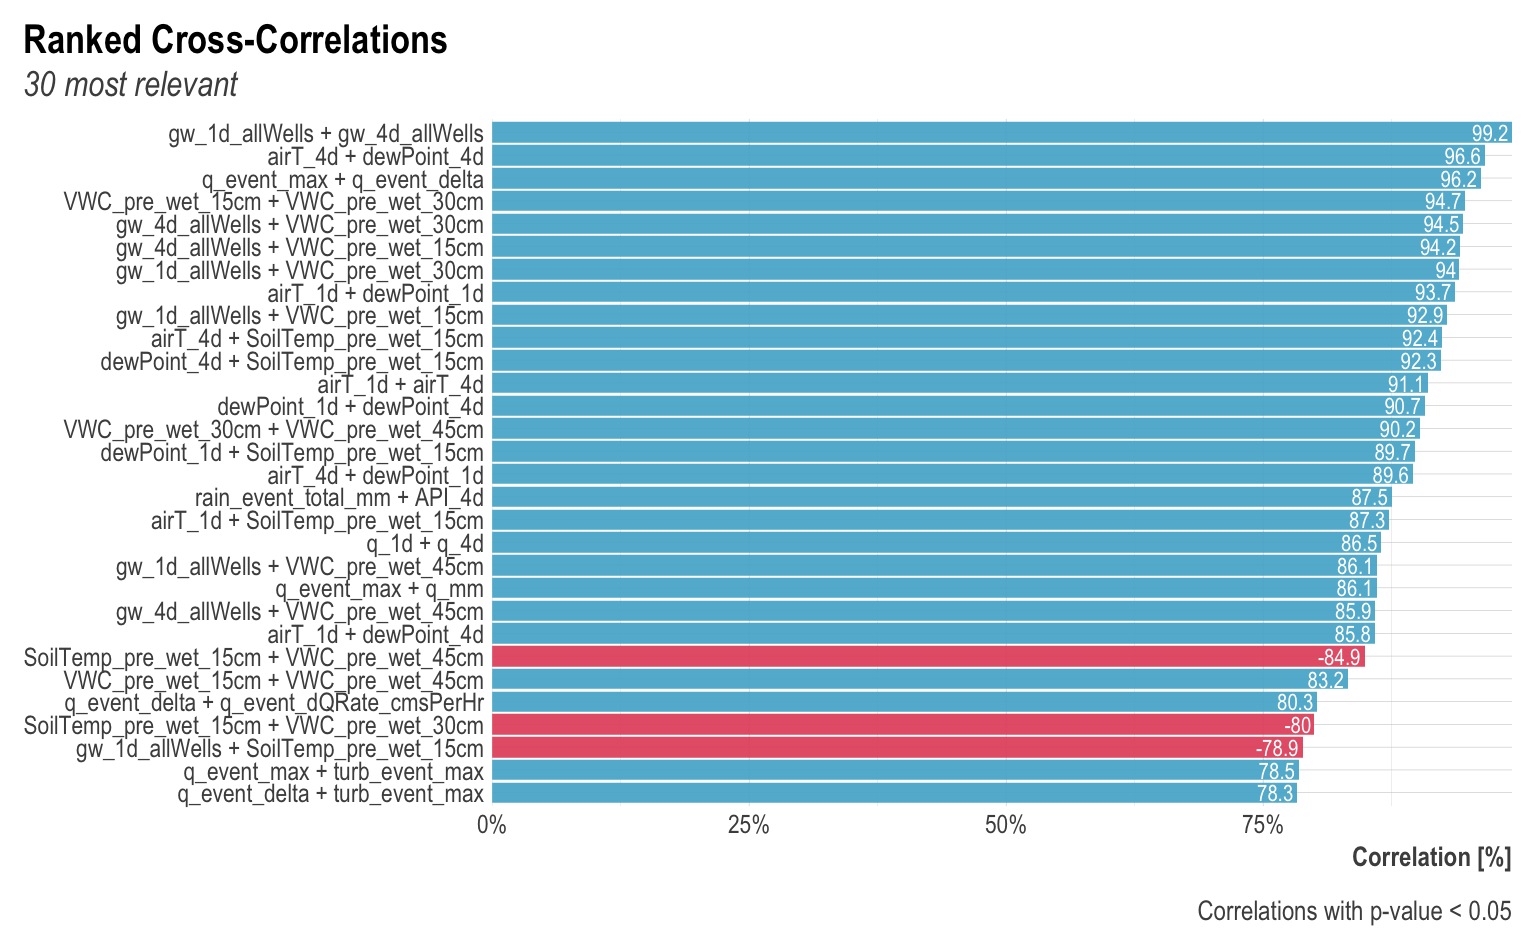 Ranked Cross-Correlations
30 most relevant
gw_1d_allWells + gw_4d_allWells 99.2
airT_4d + dewPoint_4d 96.6
q_event_max + q_event_delta 96.2
VWC_pre_wet_15cm + VWC_pre_wet_30cm 94.7
gw_4d_allWells + VWC_pre_wet_30cm 94.5
gw_4d_allWells + VWC_pre_wet_15cm 94.2
gw_1d_allWells + VWC_pre_wet_30cm 94
airT_1d + dewPoint_1d 93.7
gw_1d_allWells + VWC_pre_wet_15cm 92.9
airT_4d + SoilTemp_pre_wet_15cm 92.4
dewPoint_4d + SoilTemp_pre_wet_15cm 92.3
airT_1d + airT_4d 91.1
dewPoint_1d + dewPoint_4d 90.7
VWC_pre_wet_30cm + VWC_pre_wet_45cm 90.2
dewPoint_1d + SoilTemp_pre_wet_15cm 89.7
airT_4d + dewPoint_1d 89.6
rain_event_total_mm + API_4d 87.5
airT_1d + SoilTemp_pre_wet_15cm 87.3
q_1d + q_4d 86.5
gw_1d_allWells + VWC_pre_wet_45cm 86.1
q_event_max + q_mm 86.1
gw_4d_allWells + VWC_pre_wet_45cm 85.9
airT_1d + dewPoint_4d 85.8
SoilTemp_pre_wet_15cm + VWC_pre_wet_45cm -84.9
VWC_pre_wet_15cm + VWC_pre_wet_45cm 83.2
q_event_delta + q_event_dQRate_cmsPerHr 80.3
SoilTemp_pre_wet_15cm + VWC_pre_wet_30cm -80
gw_1d_allWells + SoilTemp_pre_wet_15cm -78.9
q_event_max + turb_event_max 78.5
q_event_delta + turb_event_max 78.3
0% 25% 50% 75%
Correlation [%]
Correlations with p-value < 0.05